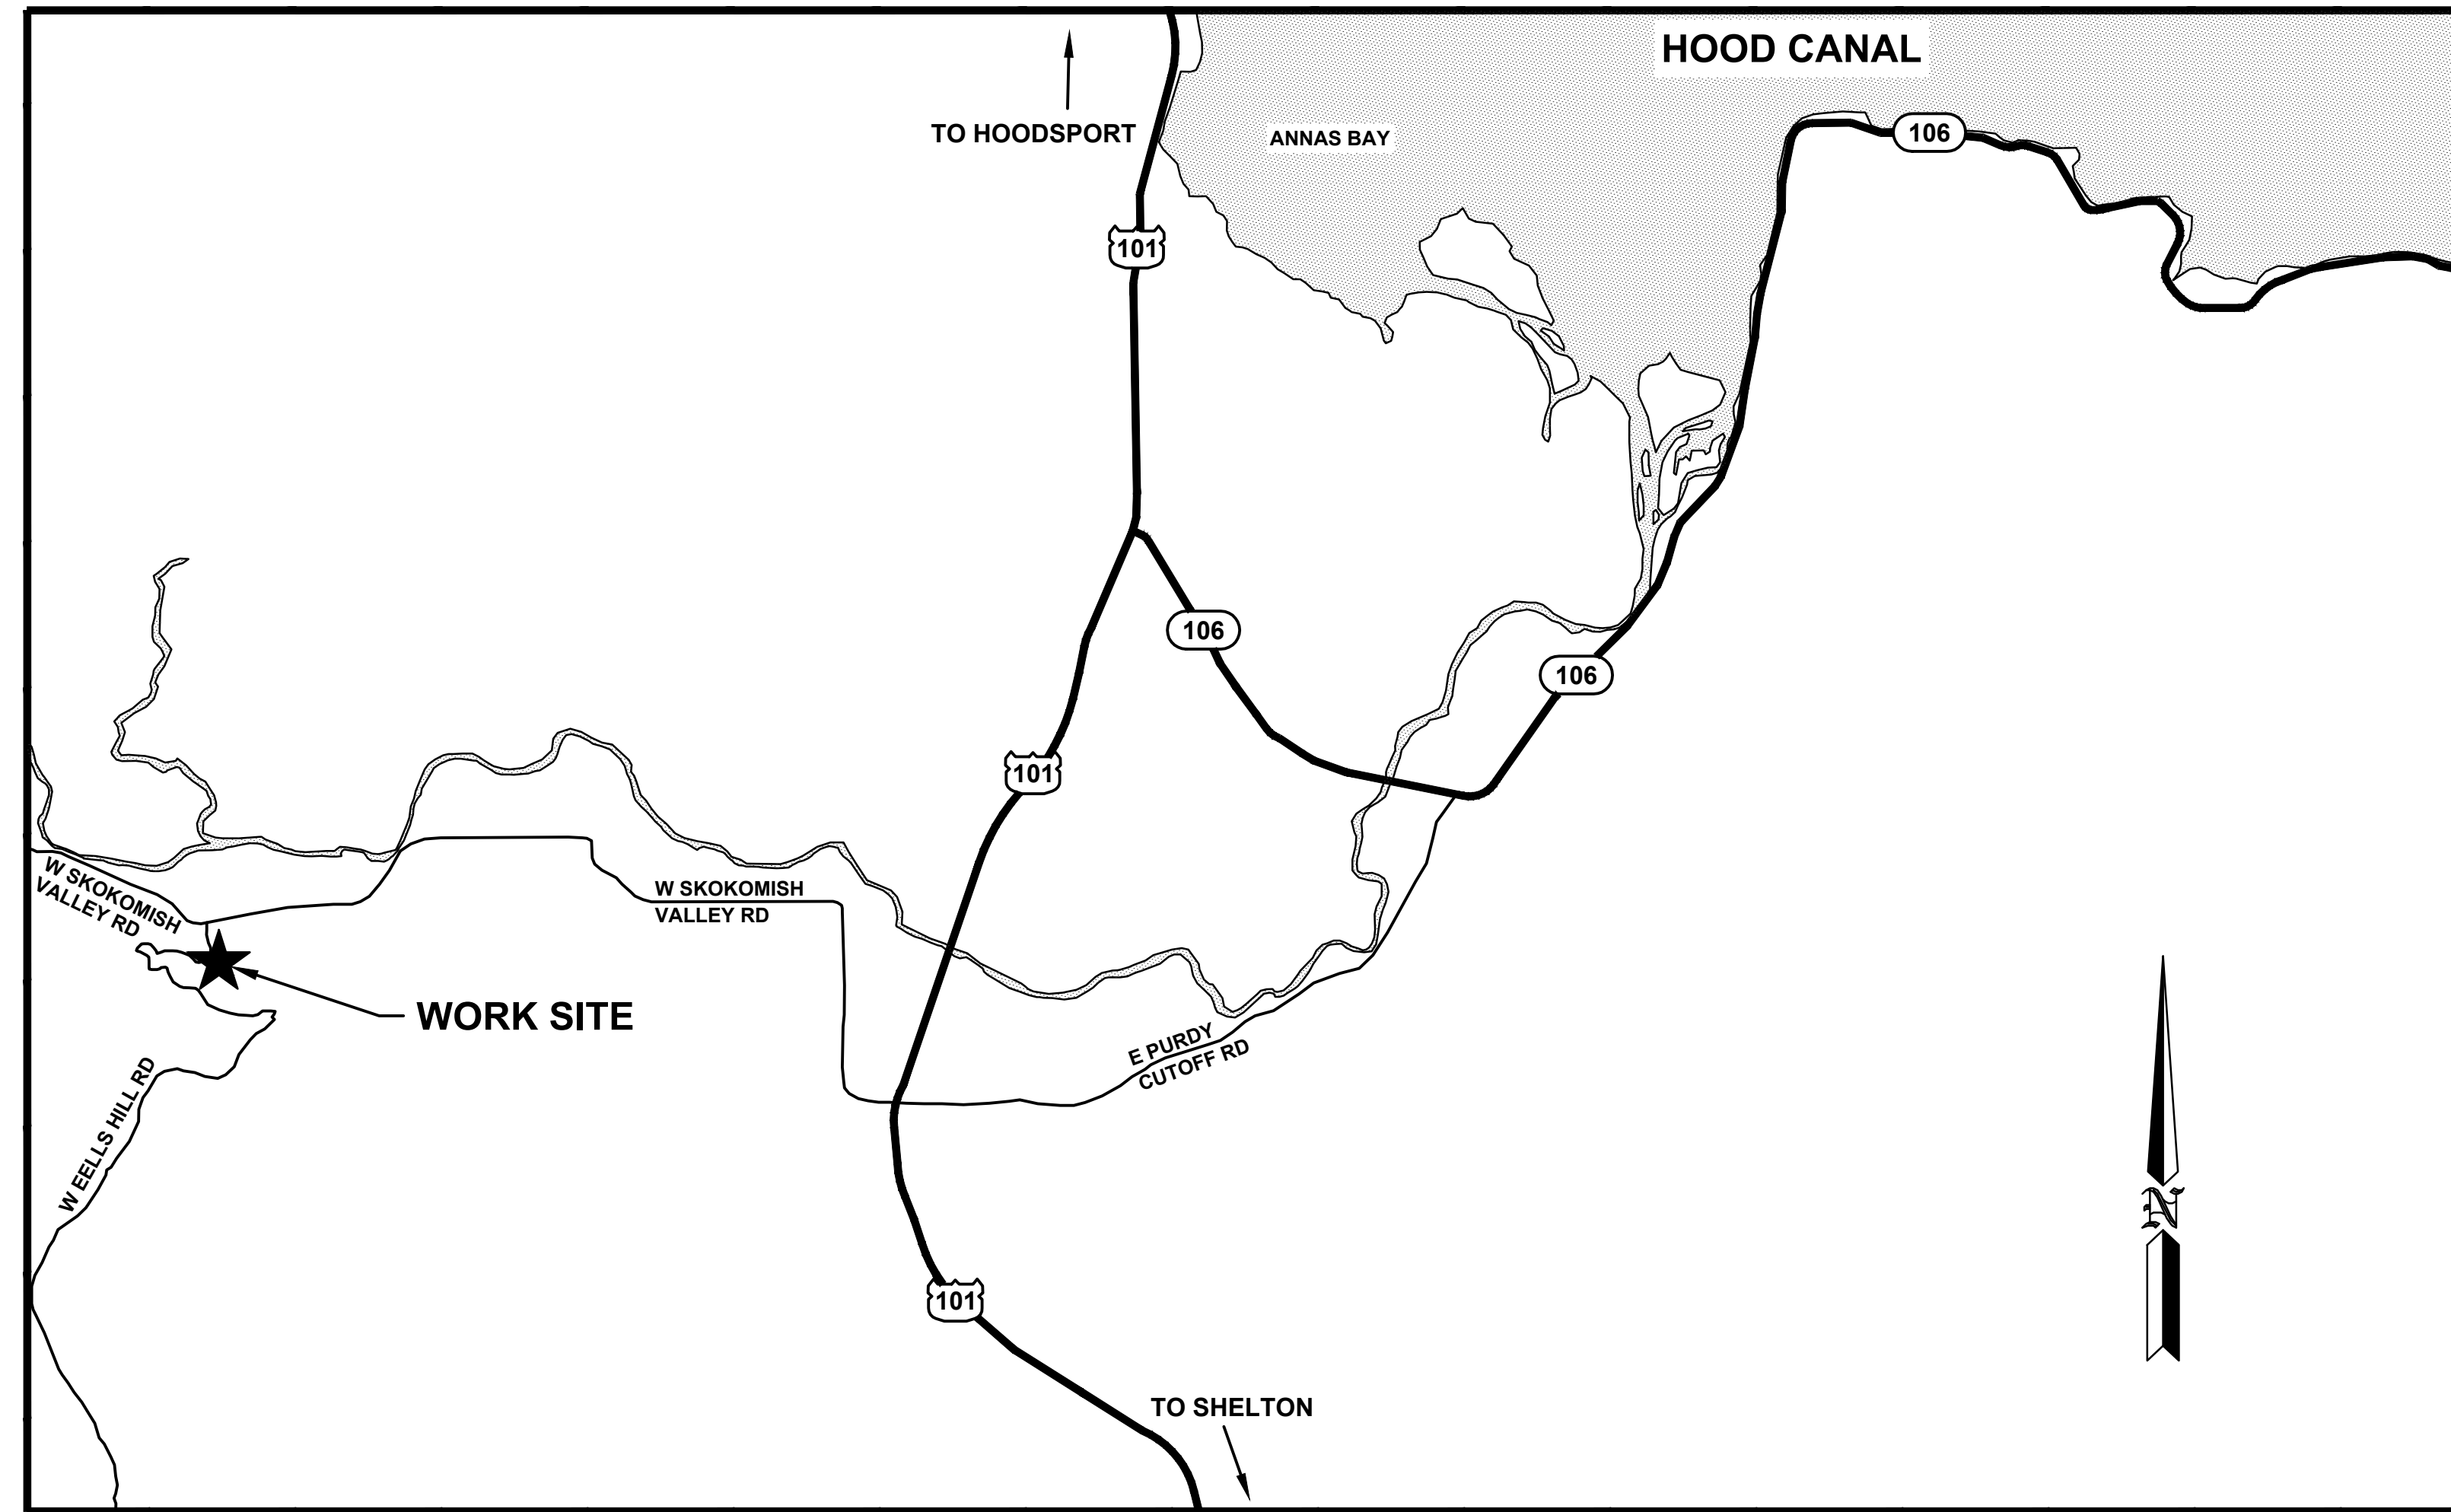 HOOD CANAL
TO HOODSPORT
ANNAS BAY
106
101
106
106
101
W SKOKOMISH
VALLEY RD
W SKOKOMISH
VALLEY RD
WORK SITE
E PURDY
CUTOFF RD
W EELLS HILL RD
N
101
TO SHELTON